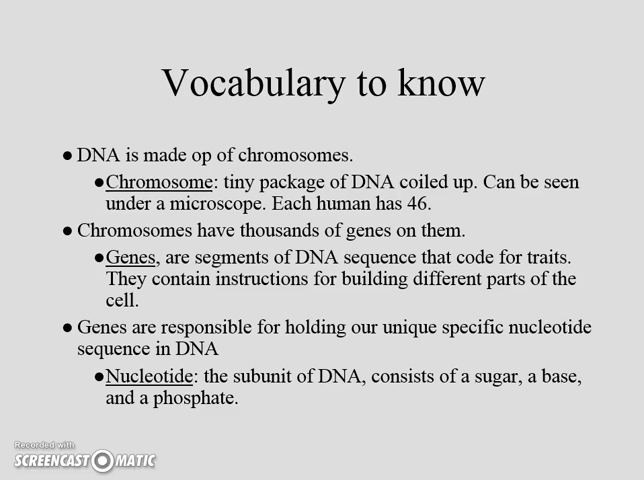 Vocabulary to know
● DNA is made op of chromosomes.
●Chromosome: tiny package of DNA coiled up. Can be seen
under a microscope. Each human has 46.
● Chromosomes have thousands of genes on them.
●Genes, are segments of DNA sequence that code for traits.
They contain instructions for building different parts of the
cell.
● Genes are responsible for holding our unique specific nucleotide
sequence in DNA
●Nucleotide: the subunit of DNA, consists of a sugar, a base,
and a phosphate.
Recorded with
SCREENCAST MATIC